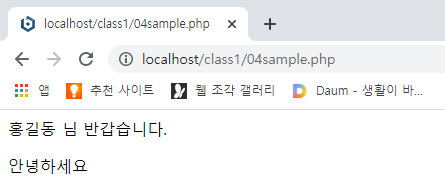 localhost/class1/04sample.php
localhost/class1/04sample.php
앱 추천 사이트 웹 조각 갤러리 Daum - 생활이 바...
홍길동 님 반갑습니다.
안녕하세요